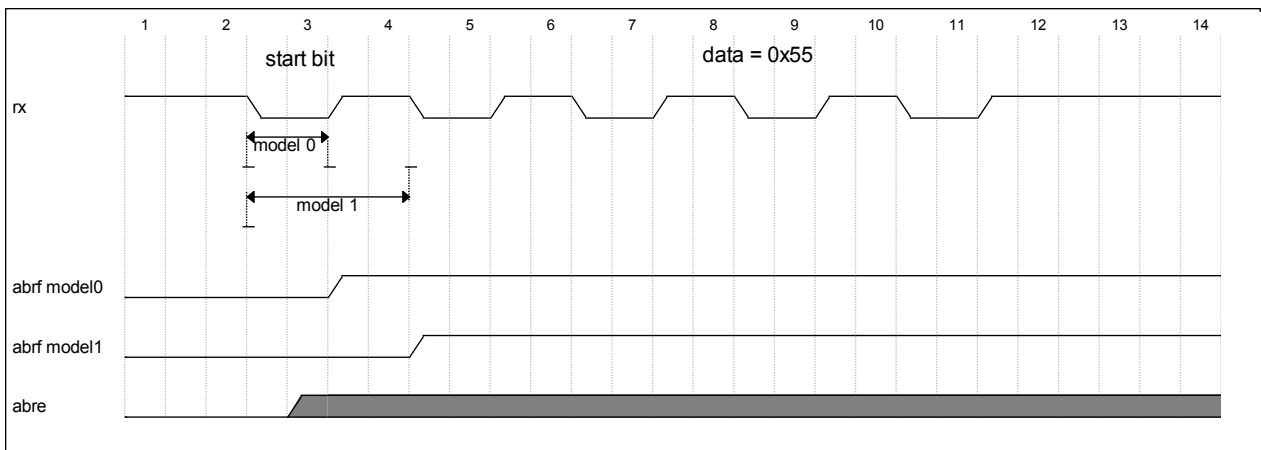 1 2 3 4 5 6 7 8 9 10 11 12 13 14
start bit data = 0x55
rx
model 0
model 1
abrf model0
abrf model1
abre